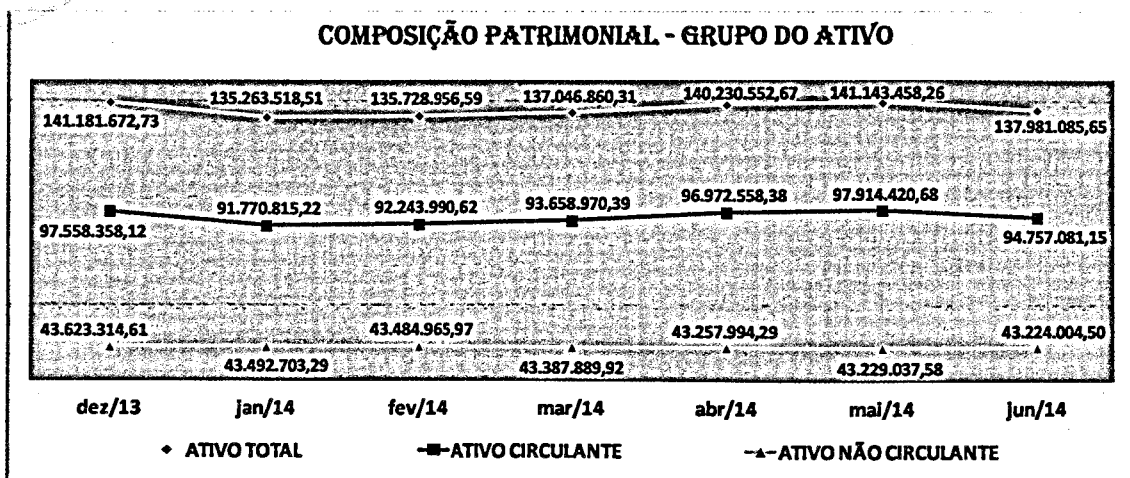 COMPOSIÇÃO PATRIMONIAL - GRUPO DO ATIVO
135.263.518,51 135.728.956,59 137.046.860,31 140.230.552,67 141.143.458,26
141.181.672,73 137.981.085,65
91.770.815,22 92.243.990,62 93.658.970,39 96.972.558,38 97.914.420,68
97.558.358,12 94.757.081,15
43.623.314,61 43.484.965,97 43.257.994,29 43.224.004,50
43.492.703,29 43.387.889,92 43.229.037,58
dez/13 jan/14 fev/14 mar/14 abr/14 mai/14 jun/14
ATIVO TOTAL ATIVO CIRCULANTE ATIVO NÃO CIRCULANTE